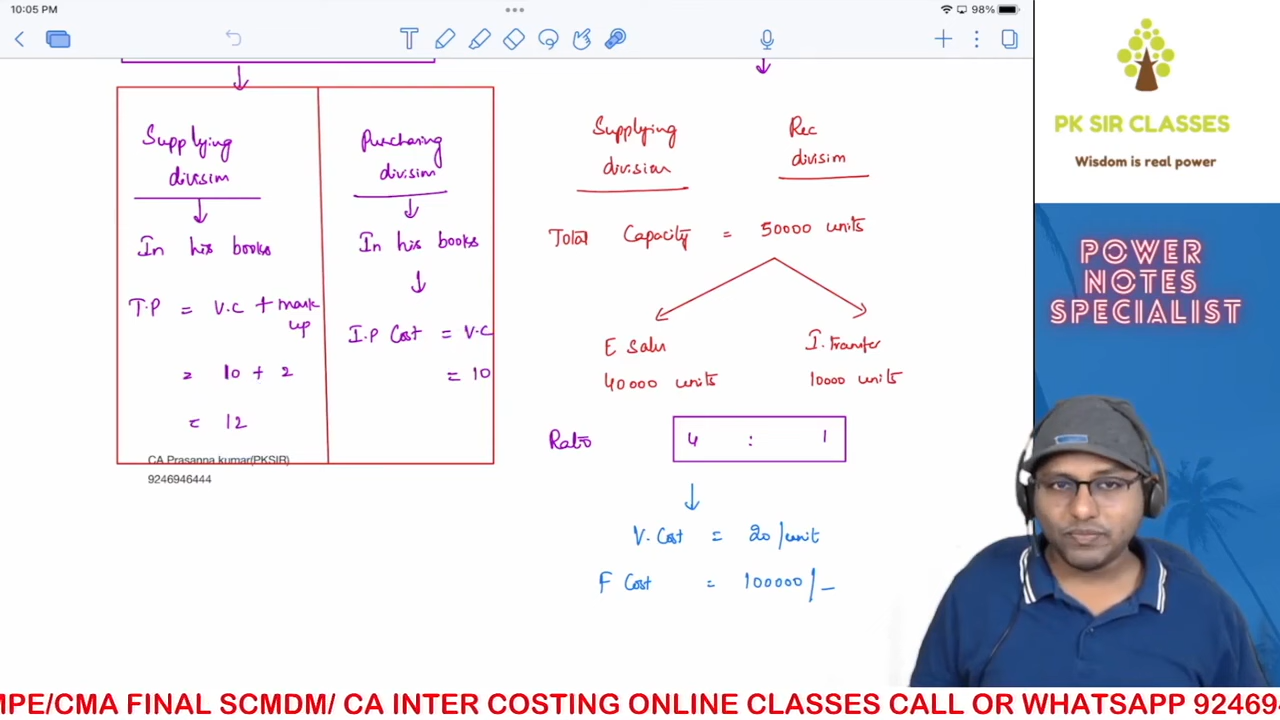 10:05 PM
98%
Supplying
division
Purchasing
division
In his books
In his books
T.P = V.C + mark
up
= 10 + 2
= 12
I.P Cost = V.C
= 10
CA Prasanna kumar(PKSIR)
9246946444
Supplying
division
Rec
division
Total Capacity = 50000 units
E Sales
40000 units
I.transfer
10000 units
Ratio 4 : 1
V. Cost = 20/unit
F Cost = 100000/-
PK SIR CLASSES
Wisdom is real power
POWER
NOTES
SPECIALIST
MPE/CMA FINAL SCMDM/ CA INTER COSTING ONLINE CLASSES CALL OR WHATSAPP 92469